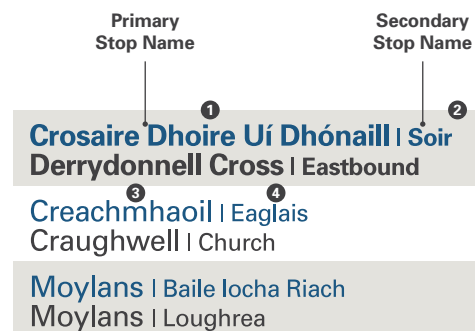 Primary Stop Name
Secondary Stop Name
1
2
Crosaire Dhoire Uí Dhónaill | Soir
Derrydonnell Cross | Eastbound
3
4
Creachmhaoil | Eaglais
Craughwell | Church
Moylans | Baile locha Riach
Moylans | Loughrea